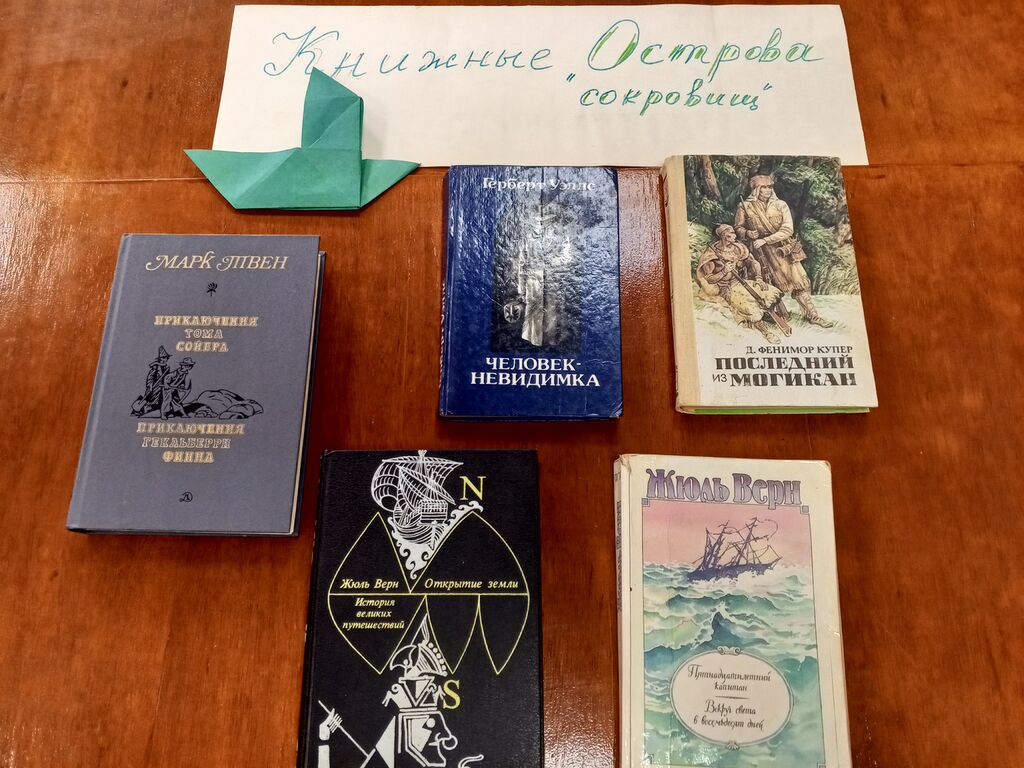 Книжные Острова
"сокровищ"
МАРК ТВЕН
ПРИКЛЮЧЕНИЯ
ТОМА
СОЙЕРА
ПРИКЛЮЧЕНИЯ
ГЕКЛЬБЕРРИ
ФИННА
Герберт Уэллс
ЧЕЛОВЕК-
НЕВИДИМКА
Д. ФЕНИМОР КУПЕР
ПОСЛЕДНИЙ
ИЗ МОГИКАН
N
Жюль Верн Открытие земли
История
великих
путешествий
S
Жюль Верн
Пятнадцатилетний
капитан
Вокруг света
в восемьдесят дней